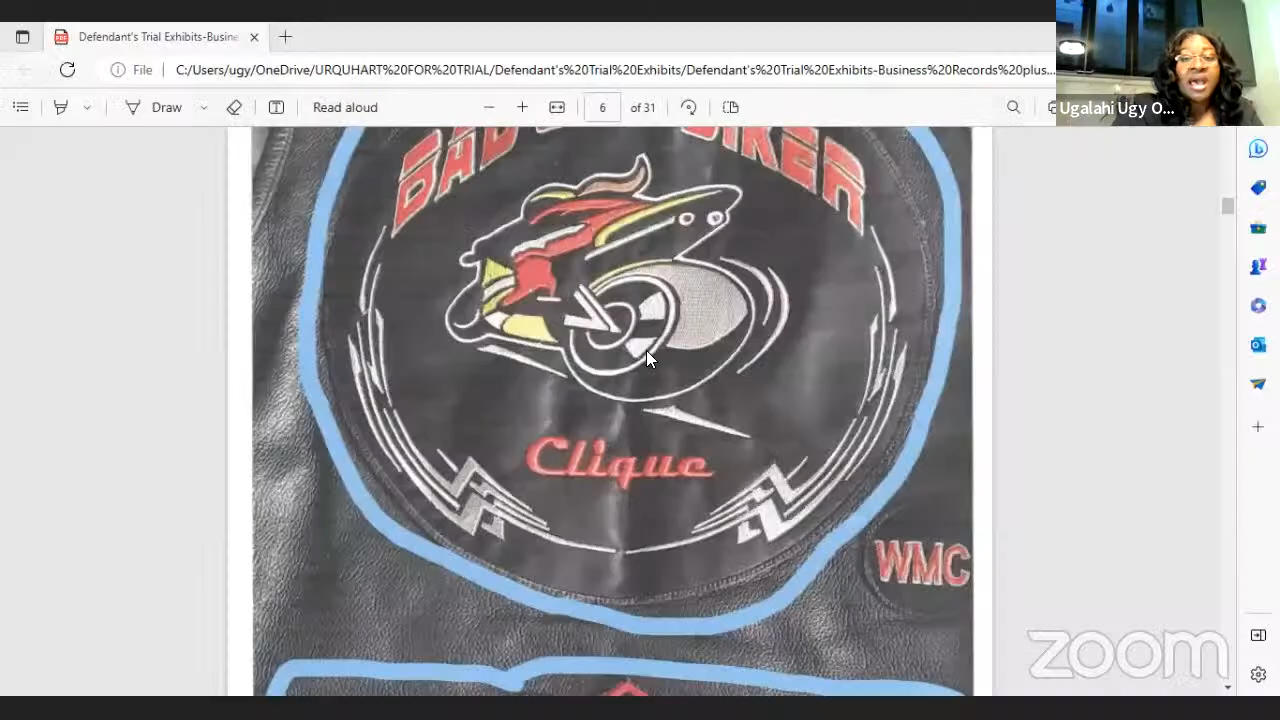 Defendant's Trial Exhibits-Busine
File
C:/Users/ugy/OneDrive/URQUHART%20FOR%20TRIAL/Defendant's%20Trial%20Exhibits/Defendant's%20Trial%20Exhibits-Business%20Records%20plus...
Draw
Read aloud
6 of 31
Ugalahi Ugy O...
BIKER
Clique
WMC
zoom